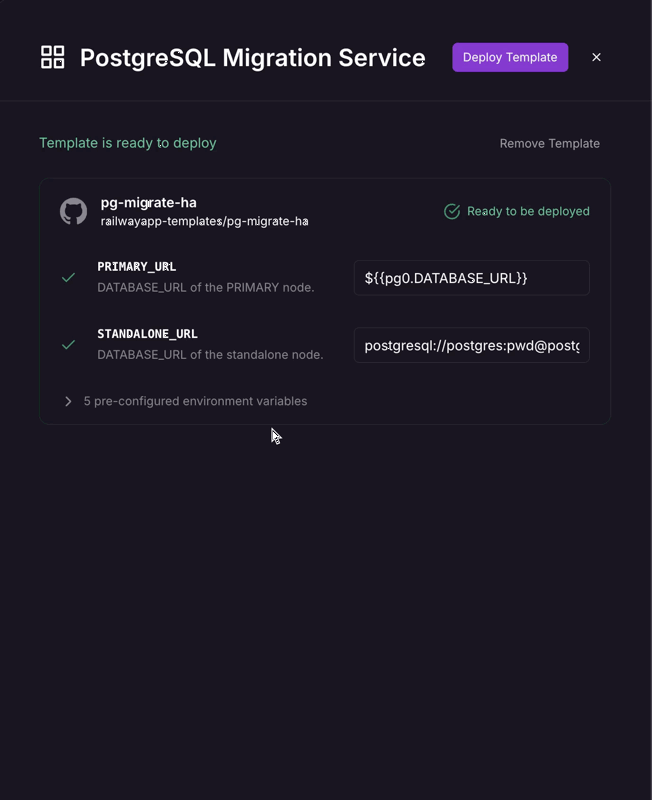 PostgreSQL Migration Service
Deploy Template
Template is ready to deploy
Remove Template
pg-migrate-ha
railwayapp-templates/pg-migrate-ha
Ready to be deployed
PRIMARY_URL
DATABASE_URL of the PRIMARY node.
${{pg0.DATABASE_URL}}
STANDALONE_URL
DATABASE_URL of the standalone node.
postgresql://postgres:pwd@postg
5 pre-configured environment variables